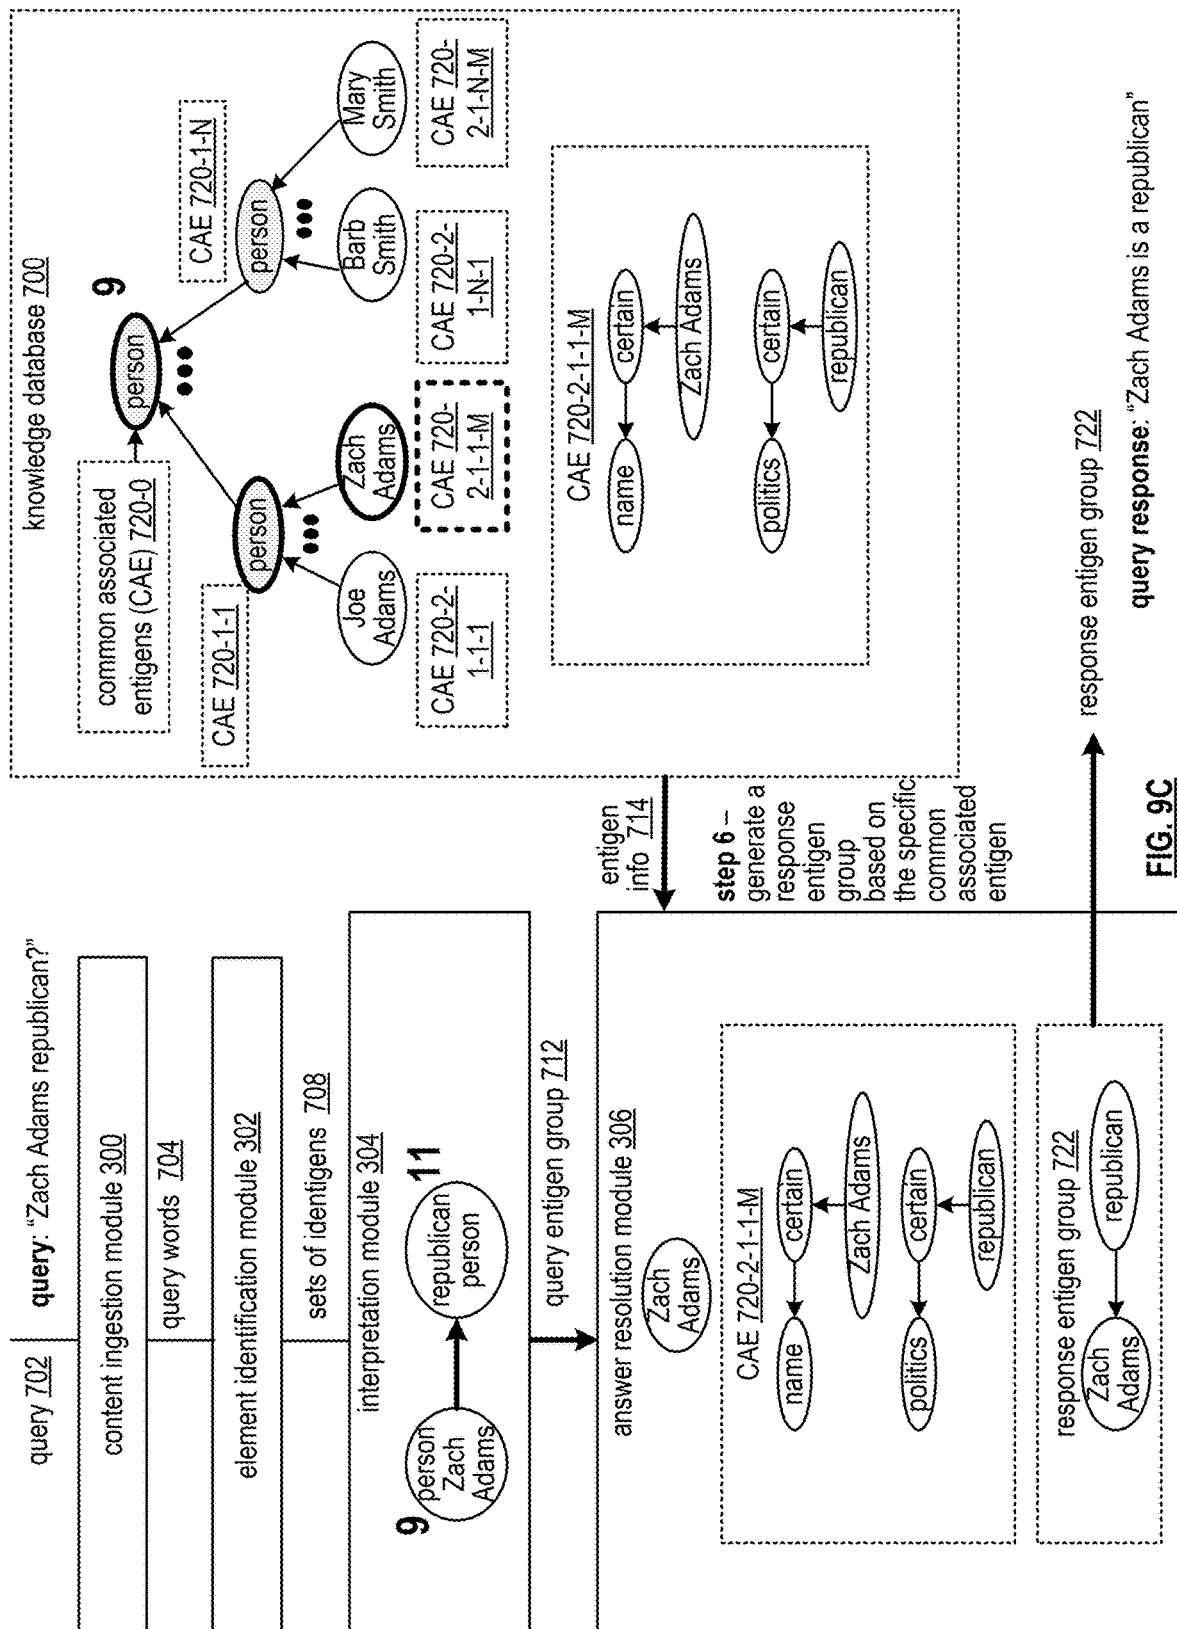 query 702
query: “Zach Adams republican?”
content ingestion module 300
query words 704
element identification module 302
sets of identigens 708
interpretation module 304
9
person
Zach
Adams
republican
person
11
query entigen group 712
answer resolution module 306
Zach
Adams
CAE 720-2-1-1-M
name
certain
Zach Adams
politics
certain
republican
response entigen group 722
Zach
Adams
republican
entigen
info 714
step 6 –
generate a
response
entigen
group
based on
the specific
common
associated
entigen
knowledge database 700
common associated
entigens (CAE) 720-0
person
9
CAE 720-1-1
person
CAE 720-1-N
person
Joe
Adams
Zach
Adams
Barb
Smith
Mary
Smith
CAE 720-2-
1-1-1
CAE 720-
2-1-1-M
CAE 720-2-
1-N-1
CAE 720-
2-1-N-M
CAE 720-2-1-1-M
name
certain
Zach Adams
politics
certain
republican
response entigen group 722
query response: “Zach Adams is a republican”
FIG. 9C